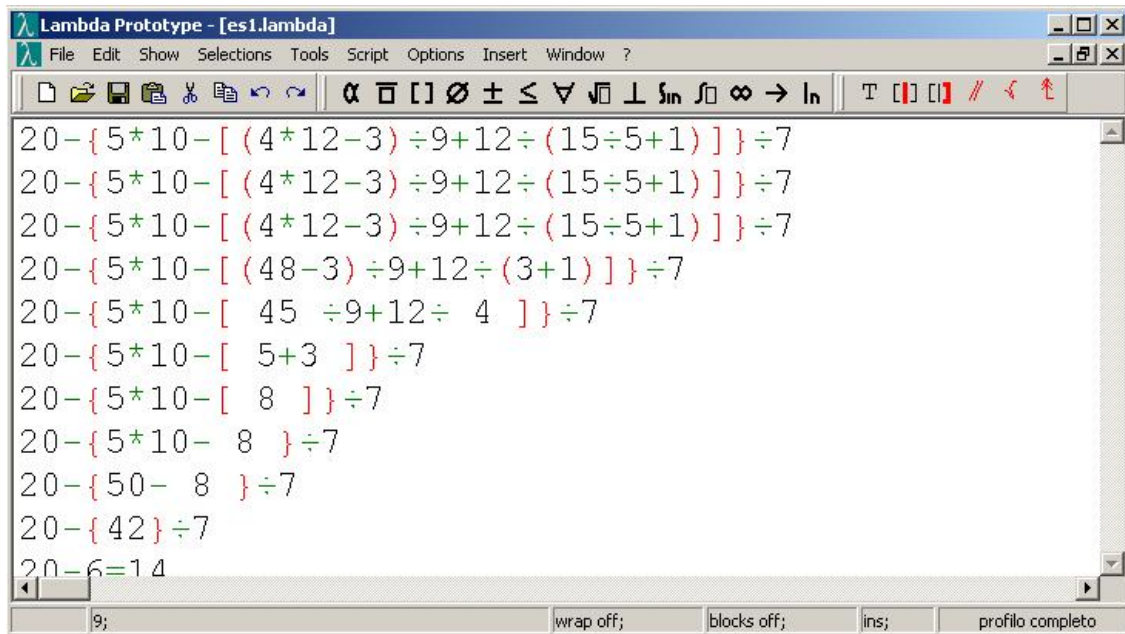 Lambda Prototype - [es1.lambda]
File Edit Show Selections Tools Script Options Insert Window ?
α [] Ø ± ≤ ∀ √ ⊥ Sin ∫ ∞ → ln T [|] [|]
20-{5*10-[(4*12-3)÷9+12÷(15÷5+1)]}÷7
20-{5*10-[(4*12-3)÷9+12÷(15÷5+1)]}÷7
20-{5*10-[(4*12-3)÷9+12÷(15÷5+1)]}÷7
20-{5*10-[(48-3)÷9+12÷(3+1)]}÷7
20-{5*10-[ 45 ÷9+12÷ 4 ]}÷7
20-{5*10-[ 5+3 ]}÷7
20-{5*10-[ 8 ]}÷7
20-{5*10- 8 }÷7
20-{50- 8 }÷7
20-{42}÷7
20-6=14
9; wrap off; blocks off; ins; profilo completo